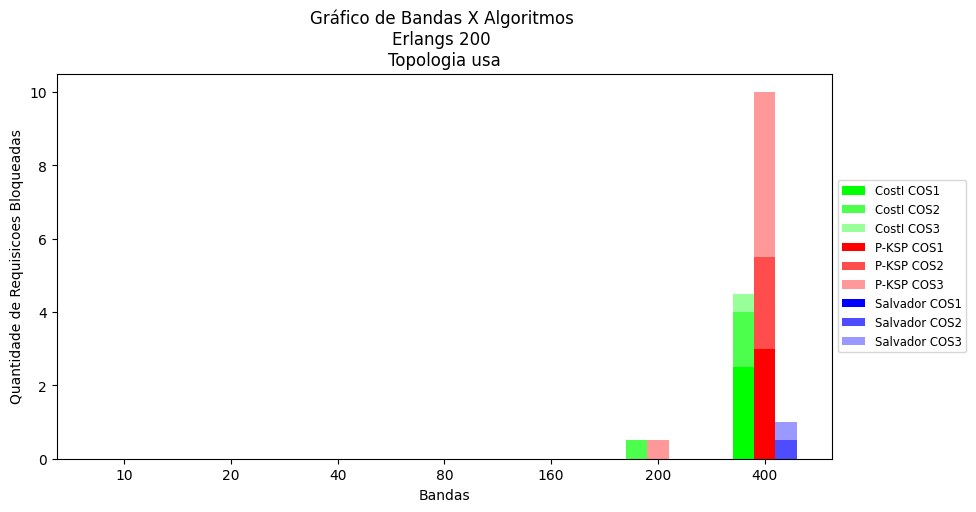 Gráfico de Bandas X Algoritmos
Erlangs 200
Topologia usa
Quantidade de Requisicoes Bloqueadas
10
8
6
4
2
0
10 20 40 80 160 200 400
Bandas
CostI COS1
CostI COS2
CostI COS3
P-KSP COS1
P-KSP COS2
P-KSP COS3
Salvador COS1
Salvador COS2
Salvador COS3